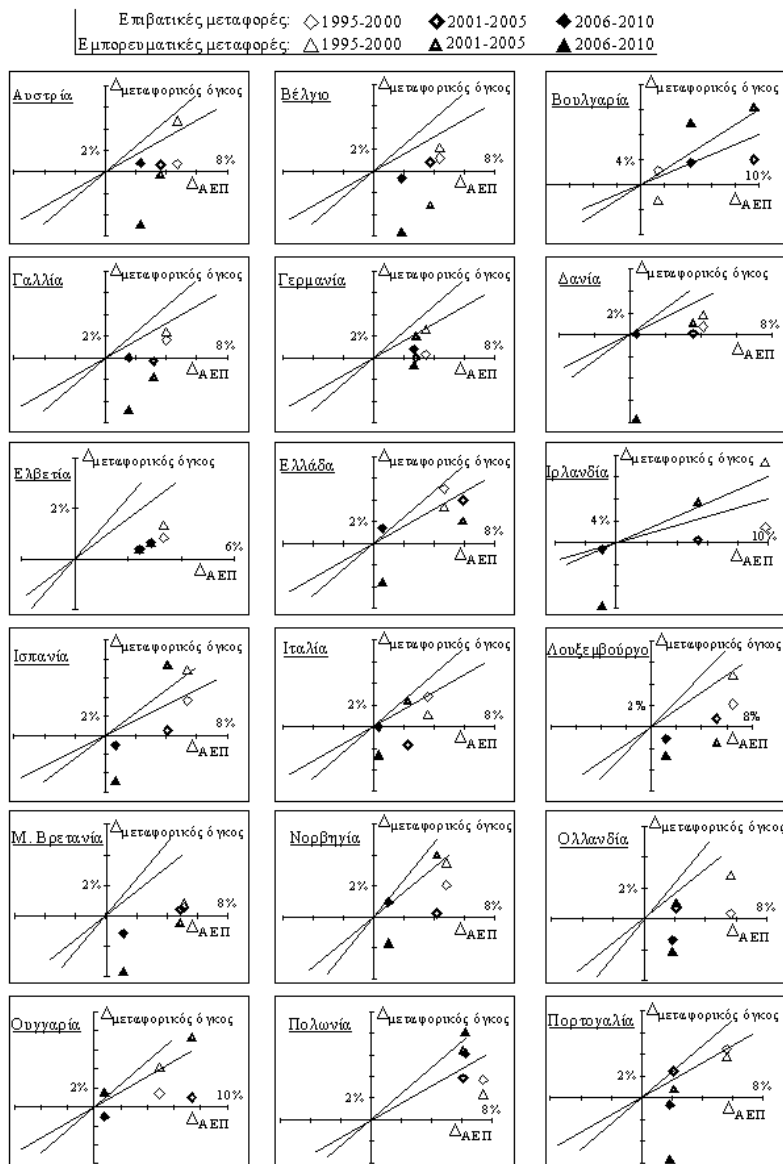 Επιβατικές μεταφορές: 1995-2000 2001-2005 2006-2010
Εμπορευματικές μεταφορές: 1995-2000 2001-2005 2006-2010
Αυστρία
Δμεταφορικός όγκος
2%
8%
ΔΑΕΠ
Βέλγιο
Δμεταφορικός όγκος
2%
8%
ΔΑΕΠ
Βουλγαρία
Δμεταφορικός όγκος
4%
10%
ΔΑΕΠ
Γαλλία
Δμεταφορικός όγκος
2%
8%
ΔΑΕΠ
Γερμανία
Δμεταφορικός όγκος
2%
8%
ΔΑΕΠ
Δανία
Δμεταφορικός όγκος
2%
8%
ΔΑΕΠ
Ελβετία
Δμεταφορικός όγκος
2%
6%
ΔΑΕΠ
Ελλάδα
Δμεταφορικός όγκος
2%
8%
ΔΑΕΠ
Ιρλανδία
Δμεταφορικός όγκος
4%
10%
ΔΑΕΠ
Ισπανία
Δμεταφορικός όγκος
2%
8%
ΔΑΕΠ
Ιταλία
Δμεταφορικός όγκος
2%
8%
ΔΑΕΠ
Λουξεμβούργο
Δμεταφορικός όγκος
2%
8%
ΔΑΕΠ
Μ. Βρετανία
Δμεταφορικός όγκος
2%
8%
ΔΑΕΠ
Νορβηγία
Δμεταφορικός όγκος
2%
8%
ΔΑΕΠ
Ολλανδία
Δμεταφορικός όγκος
2%
8%
ΔΑΕΠ
Ουγγαρία
Δμεταφορικός όγκος
2%
10%
ΔΑΕΠ
Πολωνία
Δμεταφορικός όγκος
2%
8%
ΔΑΕΠ
Πορτογαλία
Δμεταφορικός όγκος
2%
8%
ΔΑΕΠ